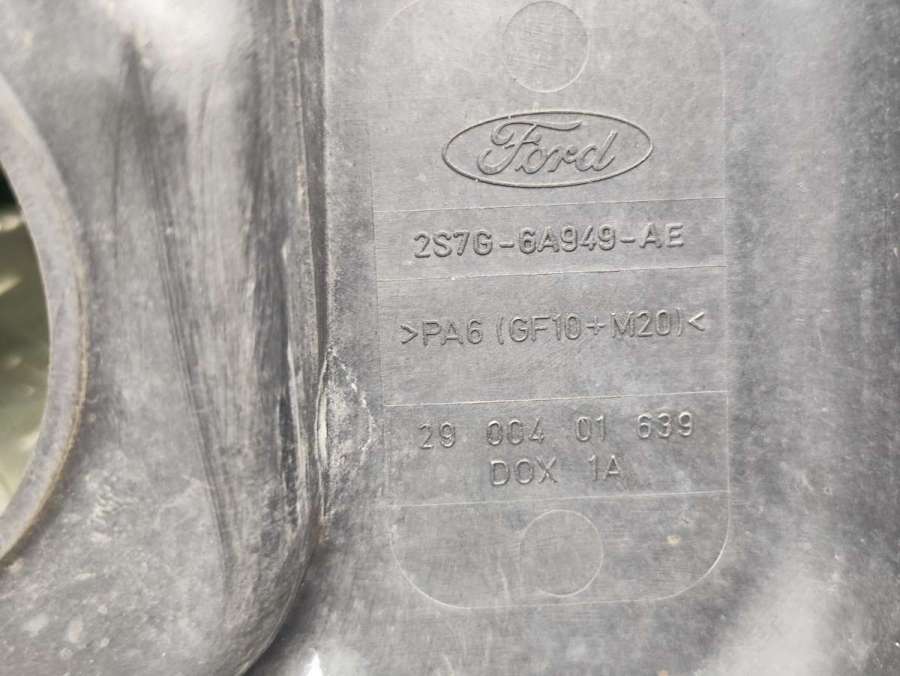 Ford
2S7G-6A949-AE
>PA6 (GF10+M20)<
29 004 01 639
DOX 1A